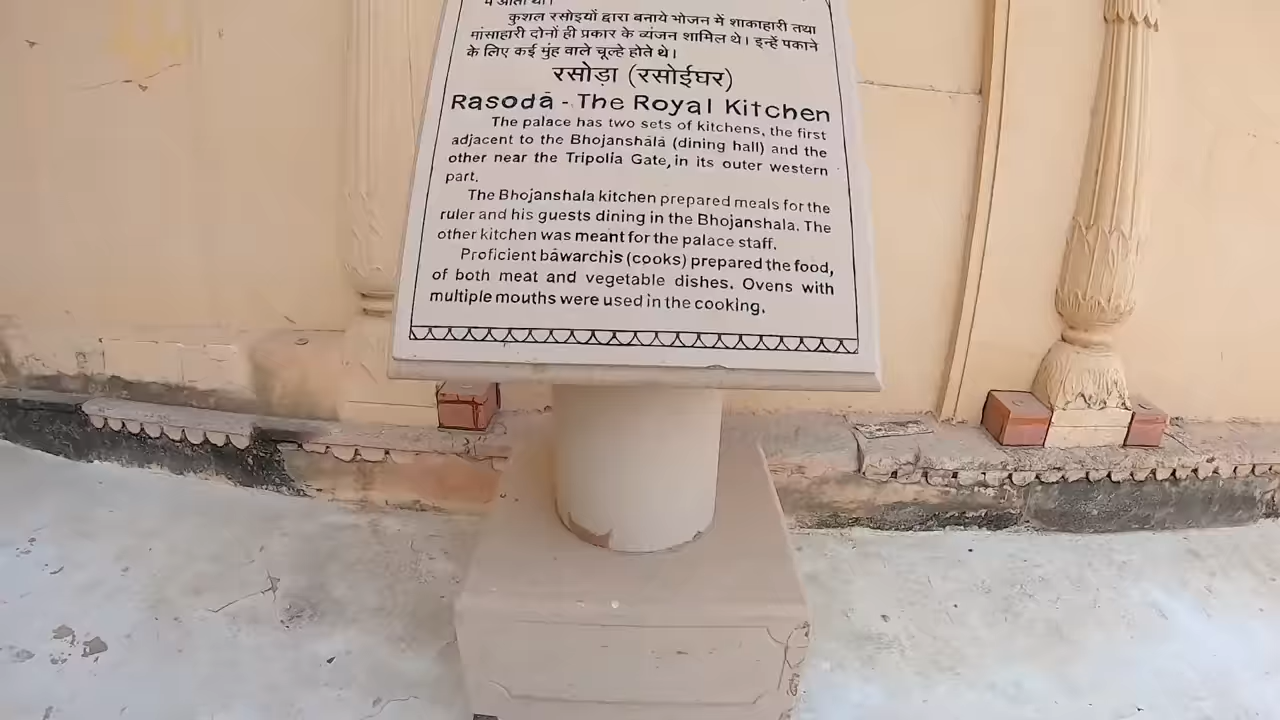 में आता था।
कुशल रसोइयों द्वारा बनाये भोजन में शाकाहारी तथा
मांसाहारी दोनों ही प्रकार के व्यंजन शामिल थे। इन्हें पकाने
के लिए कई मुंह वाले चूल्हे होते थे।
रसोड़ा (रसोईघर)
Rasodā - The Royal Kitchen
The palace has two sets of kitchens, the first
adjacent to the Bhojanshālā (dining hall) and the
other near the Tripolia Gate, in its outer western
part.
The Bhojanshala kitchen prepared meals for the
ruler and his guests dining in the Bhojanshala. The
other kitchen was meant for the palace staff.
Proficient bāwarchis (cooks) prepared the food,
of both meat and vegetable dishes. Ovens with
multiple mouths were used in the cooking.